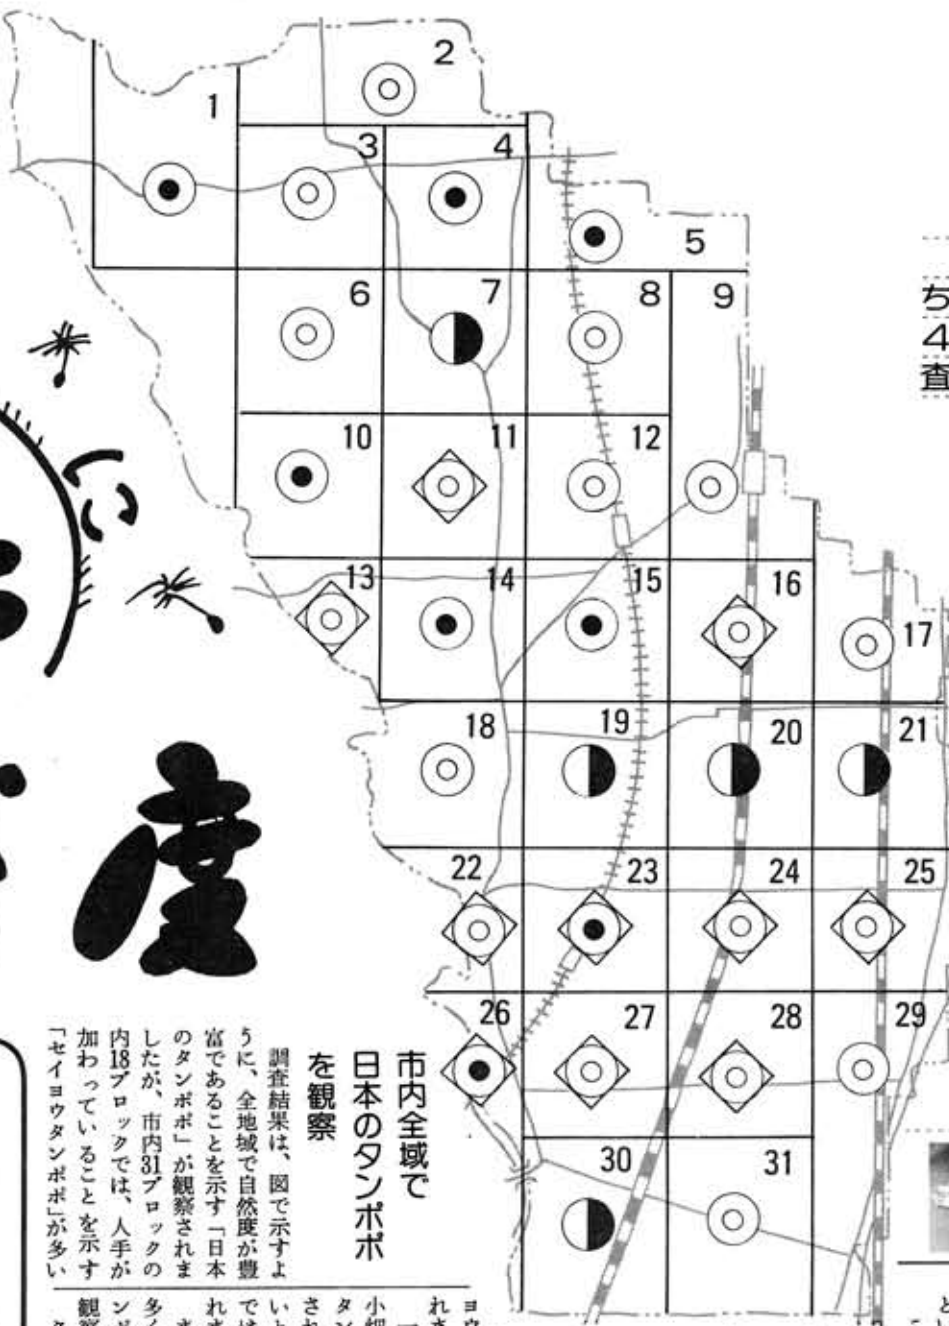 1
2
3
4
5
6
7
8
9
10
11
12
13
14
15
16
17
18
19
20
21
22
23
24
25
26
27
28
29
30
31
ち
4
査
市内全域で
日本のタンポポ
を観察
調査結果は、図で示すよ
うに、全地域で自然度が豊
富であることを示す「日本
のタンポポ」が観察されま
したが、市内31ブロックの
内18ブロックでは、人手が
加わっていることを示す
「セイヨウタンポポ」が多い